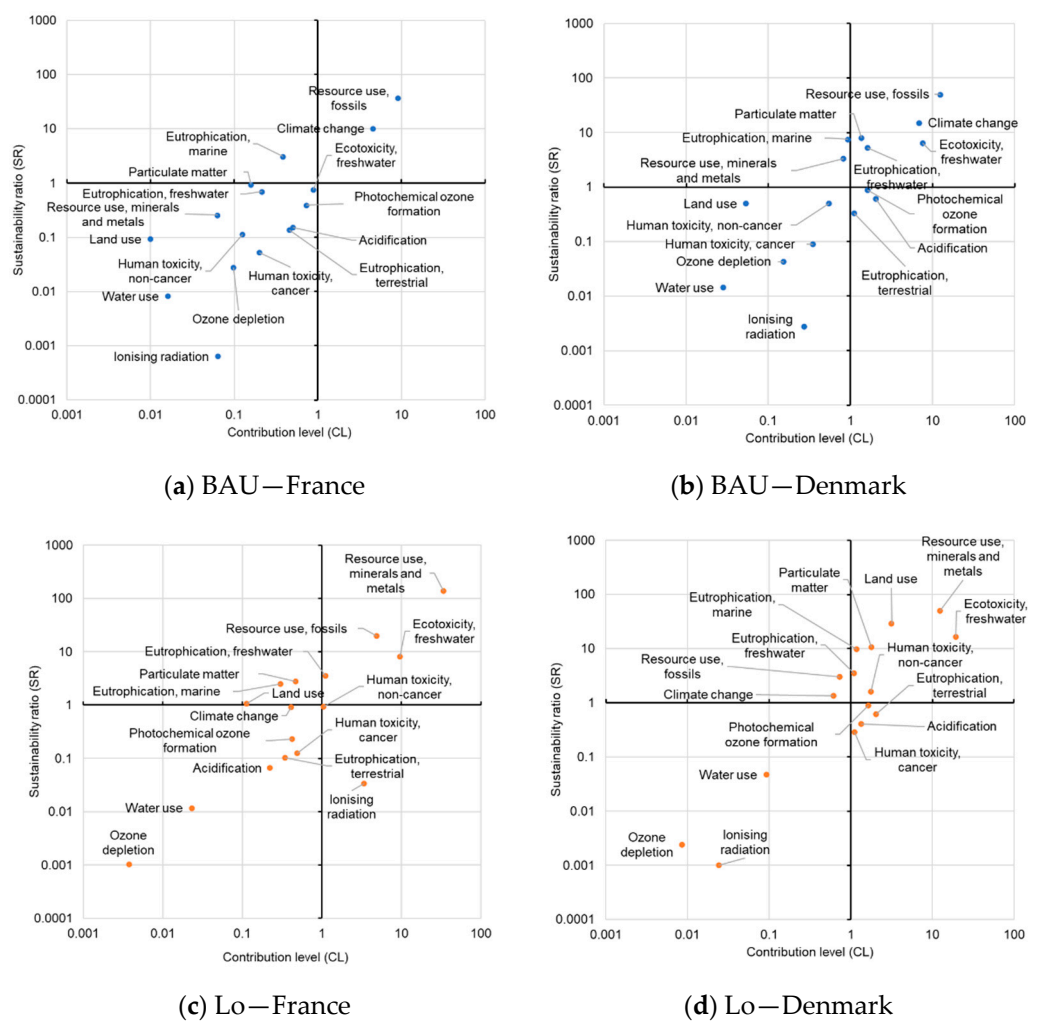 1000
100
10
1
0.1
0.01
0.001
0.0001
Sustainability ratio (SR)
Resource use,
fossils
Climate change
Eutrophication,
marine
Ecotoxicity,
freshwater
Particulate matter
Eutrophication, freshwater
Resource use, minerals
and metals
Photochemical ozone
formation
Land use
Acidification
Human toxicity,
non-cancer
Human toxicity,
cancer
Eutrophication,
terrestrial
Water use
Ozone depletion
Ionising radiation
0.001 0.01 0.1 1 10 100
Contribution level (CL)
(a) BAU—France
1000
100
10
1
0.1
0.01
0.001
0.0001
Sustainability ratio (SR)
Resource use, fossils
Particulate matter
Climate change
Eutrophication, marine
Ecotoxicity,
freshwater
Resource use, minerals
and metals
Eutrophication,
freshwater
Land use
Photochemical
ozone
formation
Human toxicity, non-cancer
Human toxicity, cancer
Acidification
Ozone depletion
Eutrophication,
terrestrial
Water use
Ionising
radiation
0.001 0.01 0.1 1 10 100
Contribution level (CL)
(b) BAU—Denmark
1000
100
10
1
0.1
0.01
0.001
0.0001
Sustainability ratio (SR)
Resource use,
minerals and
metals
Resource use, fossils
Ecotoxicity,
freshwater
Eutrophication, freshwater
Particulate matter
Eutrophication, marine
Human toxicity,
non-cancer
Land use
Climate change
Human toxicity,
cancer
Photochemical ozone
formation
Acidification
Eutrophication,
terrestrial
Ionising
radiation
Water use
Ozone
depletion
0.001 0.01 0.1 1 10 100
Contribution level (CL)
(c) Lo—France
1000
100
10
1
0.1
0.01
0.001
0.0001
Sustainability ratio (SR)
Resource use,
minerals and
metals
Particulate
matter
Land use
Eutrophication,
marine
Ecotoxicity,
freshwater
Eutrophication,
freshwater
Human toxicity,
non-cancer
Resource use,
fossils
Eutrophication,
terrestrial
Climate change
Photochemical
ozone formation
Acidification
Human toxicity,
cancer
Water use
Ozone
depletion
Ionising
radiation
0.001 0.01 0.1 1 10 100
Contribution level (CL)
(d) Lo—Denmark